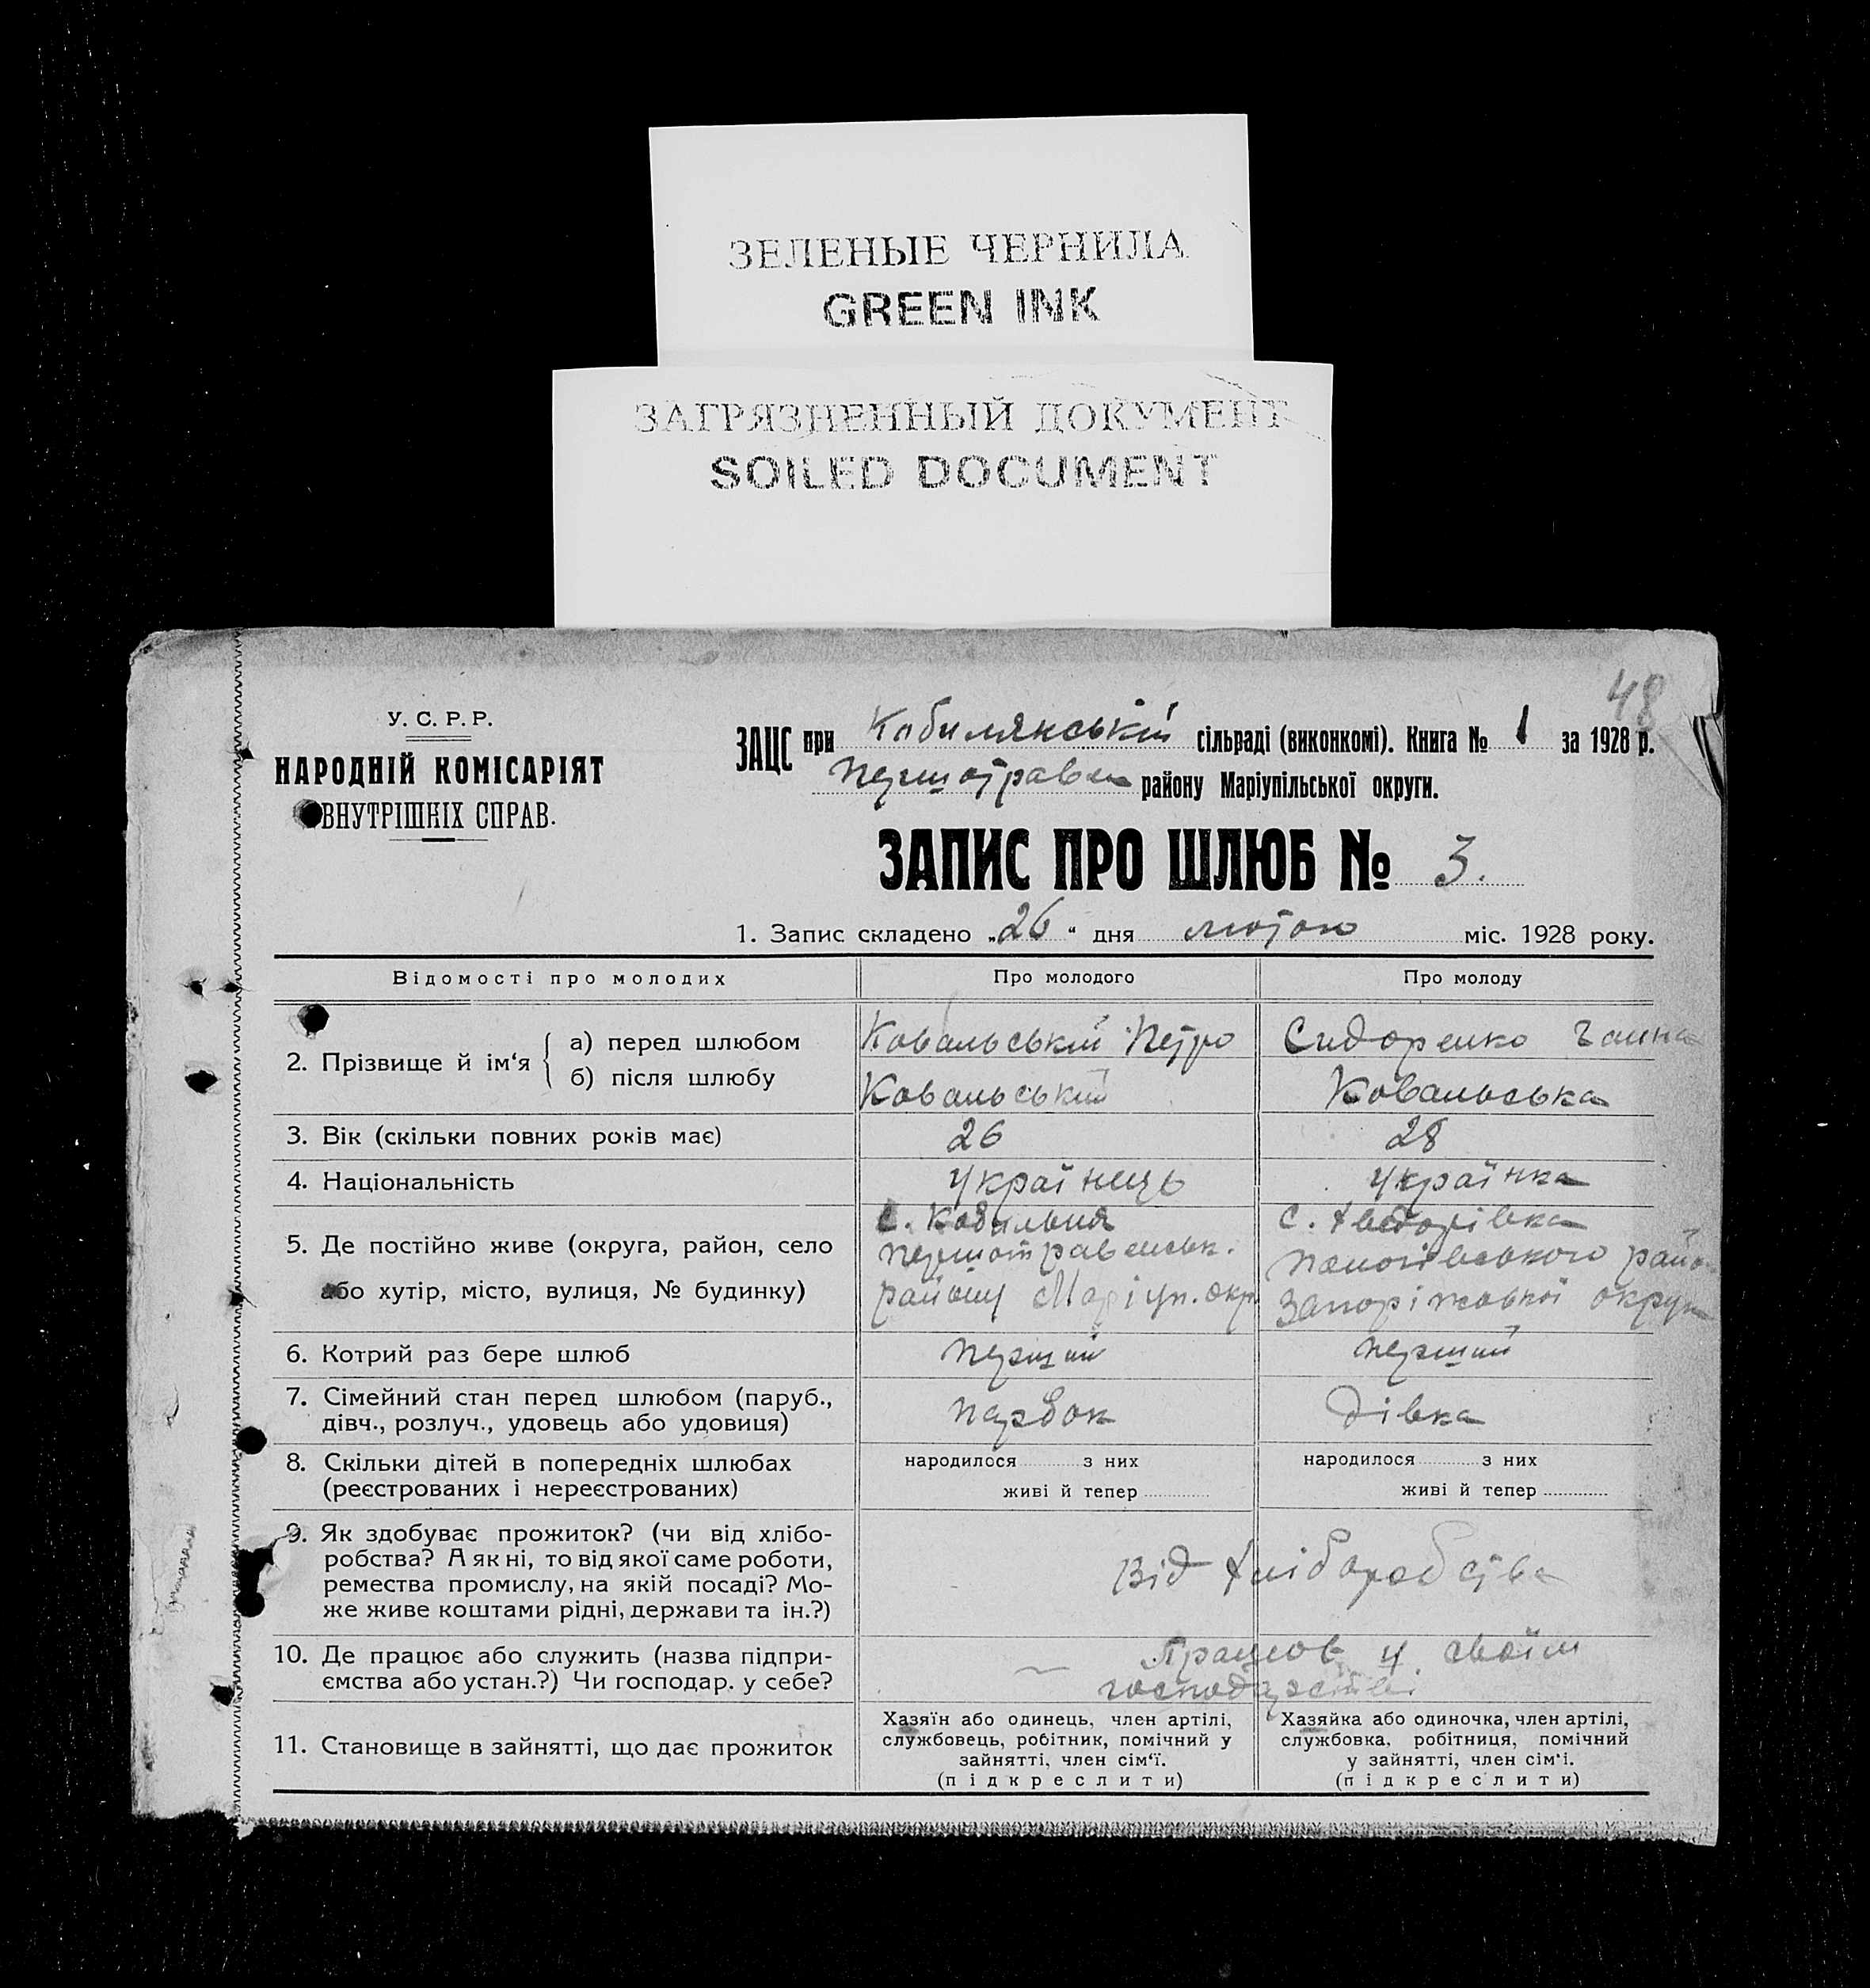 ЗЕЛЕНЫЕ ЧЕРНИЛА
GREEN INK
ЗАГРЯЗНЕННЫЙ ДОКУМЕНТ
SOILED DOCUMENT
48
У. С. Р. Р.
НАРОДНІЙ КОМІСАРІЯТ
ВНУТРІШНІХ СПРАВ.
ЗАЦС при Кобилянській сільраді (виконкомі). Книга № 1 за 1928 р.
Першотравен району Маріупільської округи.
ЗАПИС ПРО ШЛЮБ № 3.
1. Запис складено „26“ дня лютого міс. 1928 року.
Відомості про молодих Про молодого Про молоду
2. Прізвище й ім‘я { а) перед шлюбом Ковальський Петро Сидоренко Ганна
б) після шлюбу Ковальський Ковальська
3. Вік (скільки повних років має) 26 28
4. Національність Українець Українка
5. Де постійно живе (округа, район, село або хутір, місто, вулиця, № будинку)
с. Кобильня
першотравенськ.
району Маріуп. окр.
с. Хведорівка
району
Запоріжської округи
6. Котрий раз бере шлюб перший перший
7. Сімейний стан перед шлюбом (паруб., дівч., розлуч., удовець або удовиця) парубок дівка
8. Скільки дітей в попередніх шлюбах народилося з них народилося з них
(реєстрованих і нереєстрованих) живі й тепер живі й тепер
9. Як здобуває прожиток? (чи від хлібо-
робства? А як ні, то від якої саме роботи,
ремества промислу, на якій посаді? Мо-
же живе коштами рідні, держави та ін.?)
Від хліборобства
10. Де працює або служить (назва підпри-
ємства або устан.?) Чи господар. у себе?
Працює у своїм
господарстві
11. Становище в зайнятті, що дає прожиток
Хазяїн або одинець, член артілі,
службовець, робітник, помічний у
зайнятті, член сім‘ї.
(підкреслити)
Хазяйка або одиночка, член артілі,
службовка, робітниця, помічний
у зайнятті, член сім‘і.
(підкреслити)